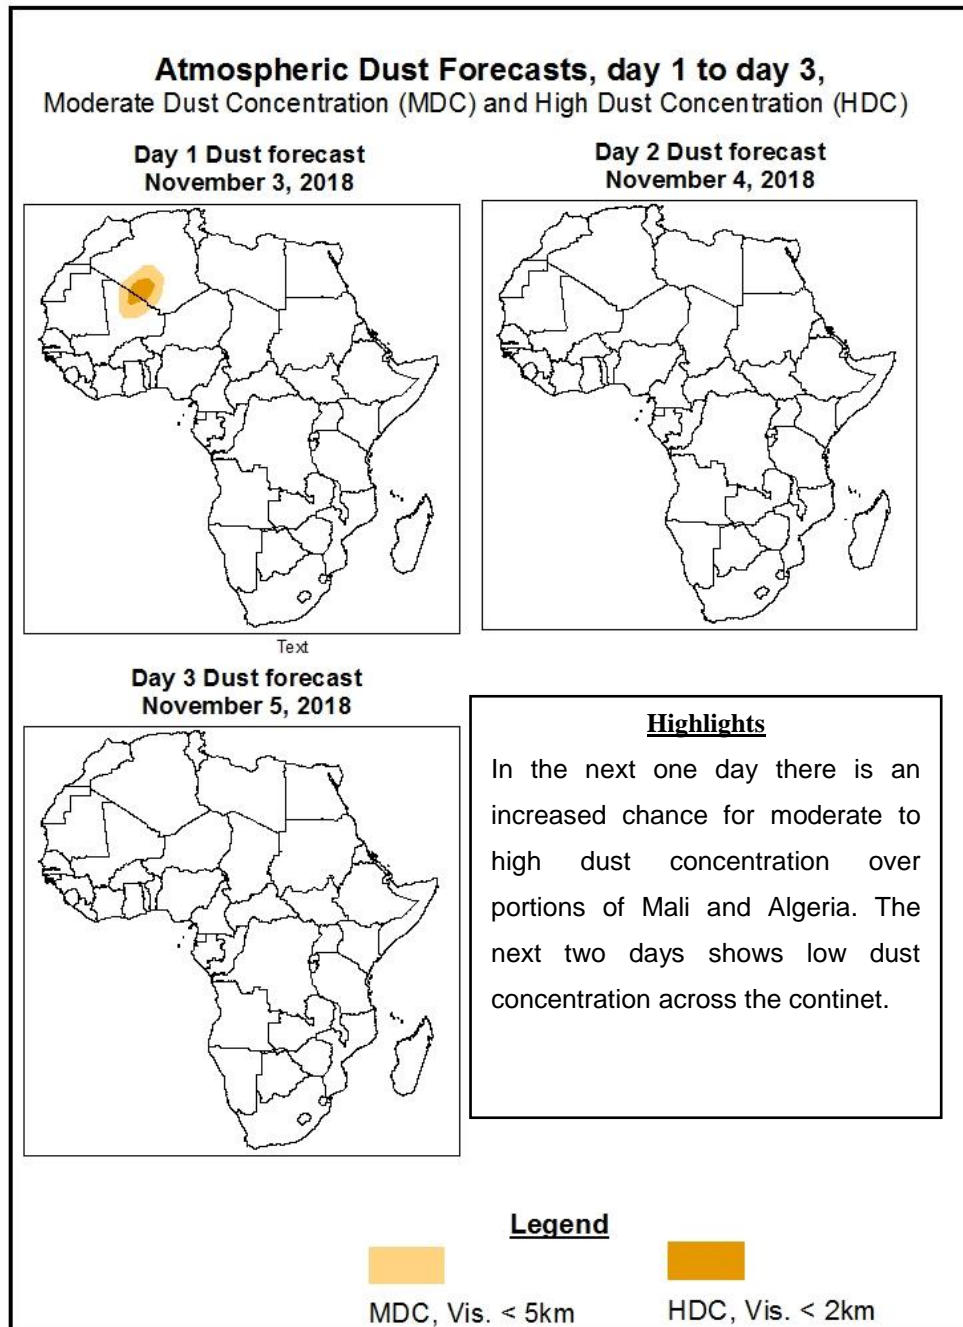 Atmospheric Dust Forecasts, day 1 to day 3,
Moderate Dust Concentration (MDC) and High Dust Concentration (HDC)
Day 1 Dust forecast
November 3, 2018
Day 2 Dust forecast
November 4, 2018
Text
Day 3 Dust forecast
November 5, 2018
Highlights
In the next one day there is an
increased chance for moderate to
high dust concentration over
portions of Mali and Algeria. The
next two days shows low dust
concentration across the continet.
Legend
MDC, Vis. < 5km
HDC, Vis. < 2km